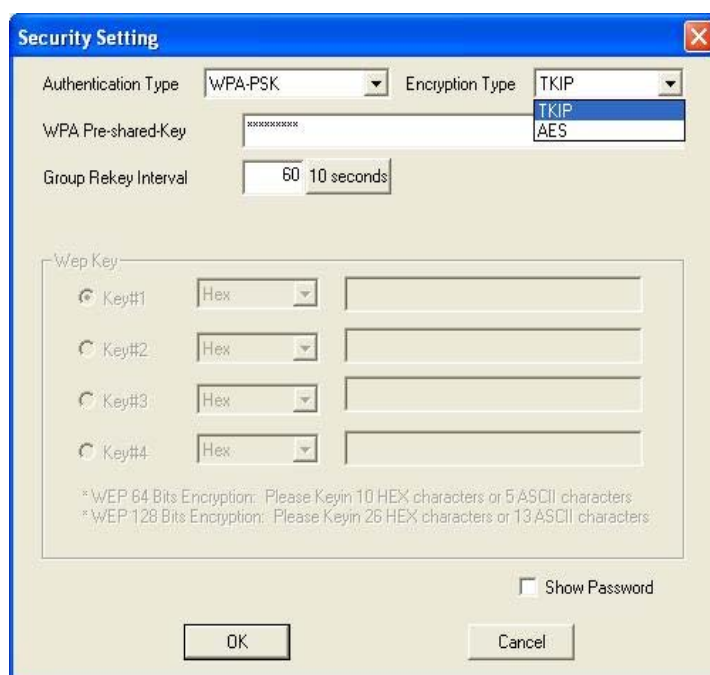 Security Setting
Authentication Type WPA-PSK Encryption Type TKIP
TKIP
AES
WPA Pre-shared-Key *********
Group Rekey Interval 60 10 seconds
Wep Key
Key#1 Hex
Key#2 Hex
Key#3 Hex
Key#4 Hex
* WEP 64 Bits Encryption: Please Keyin 10 HEX characters or 5 ASCII characters
* WEP 128 Bits Encryption: Please Keyin 26 HEX characters or 13 ASCII characters
Show Password
OK Cancel